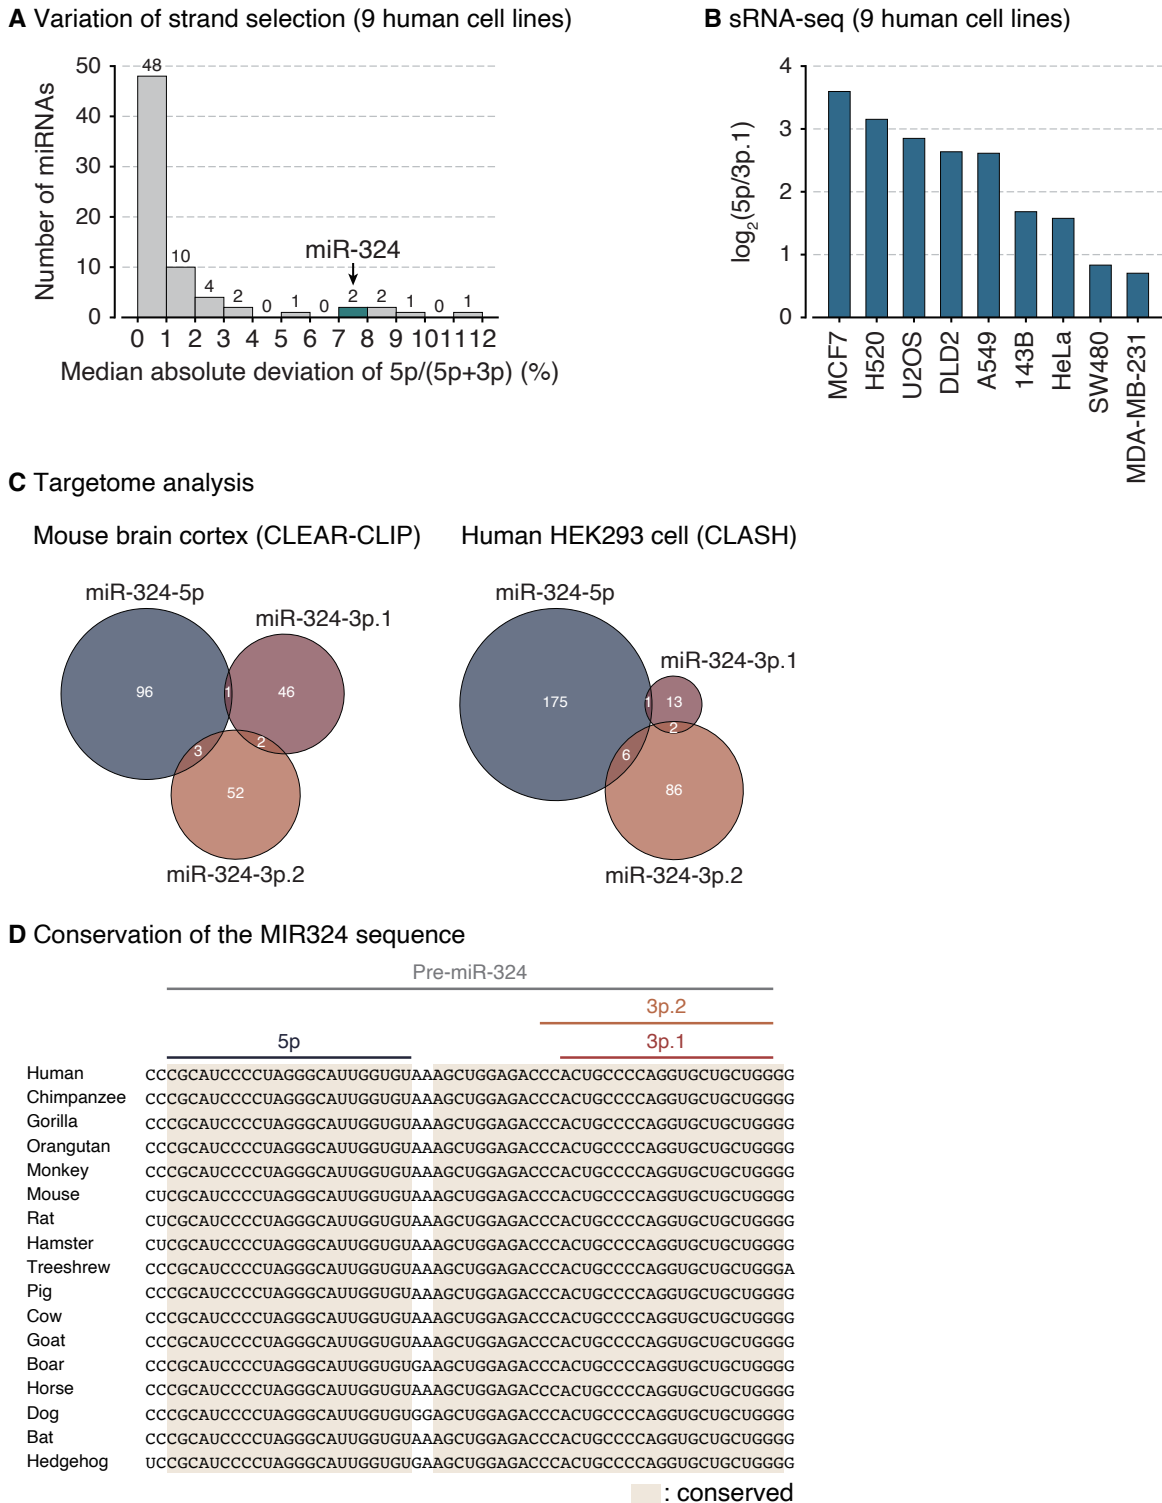 A Variation of strand selection (9 human cell lines)
50
40
30
20
10
0
Number of miRNAs
48
10
4
2
0
1
0
2
2
1
0
1
miR-324
0 1 2 3 4 5 6 7 8 9 10 11 12
Median absolute deviation of 5p/(5p+3p) (%)
B sRNA-seq (9 human cell lines)
4
3
2
1
0
log2(5p/3p.1)
MCF7
H520
U2OS
DLD2
A549
143B
HeLa
SW480
MDA-MB-231
C Targetome analysis
Mouse brain cortex (CLEAR-CLIP)
miR-324-5p
miR-324-3p.1
96
1
46
3
2
52
miR-324-3p.2
Human HEK293 cell (CLASH)
miR-324-5p
miR-324-3p.1
175
1
13
2
6
86
miR-324-3p.2
D Conservation of the MIR324 sequence
Pre-miR-324
3p.2
5p
3p.1
Human CCCGCAUCCCCUAGGGCAUUGGUGUAAAGCUGGAGACCCACUGCCCCAGGUGCUGCUGGGG
Chimpanzee CCCGCAUCCCCUAGGGCAUUGGUGUAAAGCUGGAGACCCACUGCCCCAGGUGCUGCUGGGG
Gorilla CCCGCAUCCCCUAGGGCAUUGGUGUAAAGCUGGAGACCCACUGCCCCAGGUGCUGCUGGGG
Orangutan CCCGCAUCCCCUAGGGCAUUGGUGUAAAGCUGGAGACCCACUGCCCCAGGUGCUGCUGGGG
Monkey CCCGCAUCCCCUAGGGCAUUGGUGUAAAGCUGGAGACCCACUGCCCCAGGUGCUGCUGGGG
Mouse CUCGCAUCCCCUAGGGCAUUGGUGUAAAGCUGGAGACCCACUGCCCCAGGUGCUGCUGGGG
Rat CUCGCAUCCCCUAGGGCAUUGGUGUAAAGCUGGAGACCCACUGCCCCAGGUGCUGCUGGGG
Hamster CUCGCAUCCCCUAGGGCAUUGGUGUAAAGCUGGAGACCCACUGCCCCAGGUGCUGCUGGGG
Treeshrew CCCGCAUCCCCUAGGGCAUUGGUGUAAAGCUGGAGACCCACUGCCCCAGGUGCUGCUGGGA
Pig CCCGCAUCCCCUAGGGCAUUGGUGUAAAGCUGGAGACCCACUGCCCCAGGUGCUGCUGGGG
Cow CCCGCAUCCCCUAGGGCAUUGGUGUAAAGCUGGAGACCCACUGCCCCAGGUGCUGCUGGGG
Goat CCCGCAUCCCCUAGGGCAUUGGUGUAAAGCUGGAGACCCACUGCCCCAGGUGCUGCUGGGG
Boar CCCGCAUCCCCUAGGGCAUUGGUGUGAAGCUGGAGACCCACUGCCCCAGGUGCUGCUGGGG
Horse CCCGCAUCCCCUAGGGCAUUGGUGUAAAGCUGGAGACCCACUGCCCCAGGUGCUGCUGGGG
Dog CCCGCAUCCCCUAGGGCAUUGGUGUGGAGCUGGAGACCCACUGCCCCAGGUGCUGCUGGGG
Bat CCCGCAUCCCCUAGGGCAUUGGUGUAAAGCUGGAGACCCACUGCCCCAGGUGCUGCUGGGG
Hedgehog UCCGCAUCCCCUAGGGCAUUGGUGUGAAGCUGGAGACCCACUGCCCCAGGUGCUGCUGGGG
: conserved